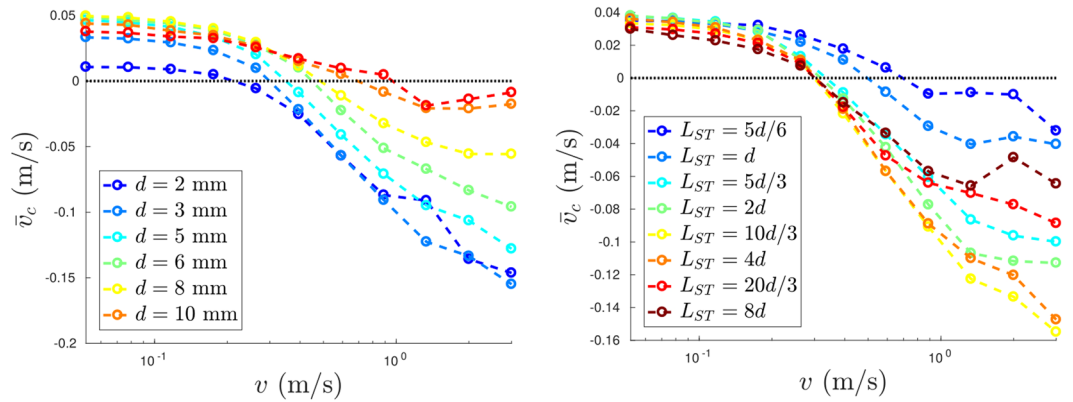 0.05
0
-0.05
-0.1
-0.15
-0.2
v̄_c (m/s)
d = 2 mm
d = 3 mm
d = 5 mm
d = 6 mm
d = 8 mm
d = 10 mm
10^-1
10^0
v (m/s)
0.04
0.02
0
-0.02
-0.04
-0.06
-0.08
-0.1
-0.12
-0.14
-0.16
v̄_c (m/s)
L_ST = 5d/6
L_ST = d
L_ST = 5d/3
L_ST = 2d
L_ST = 10d/3
L_ST = 4d
L_ST = 20d/3
L_ST = 8d
10^-1
10^0
v (m/s)